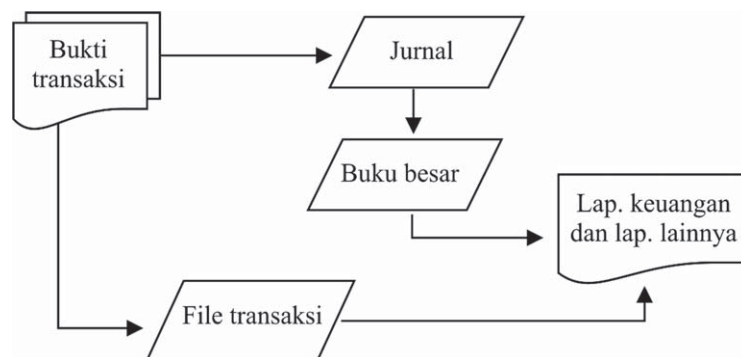 Bukti
transaksi
Jurnal
Buku besar
Lap. keuangan
dan lap. lainnya
File transaksi